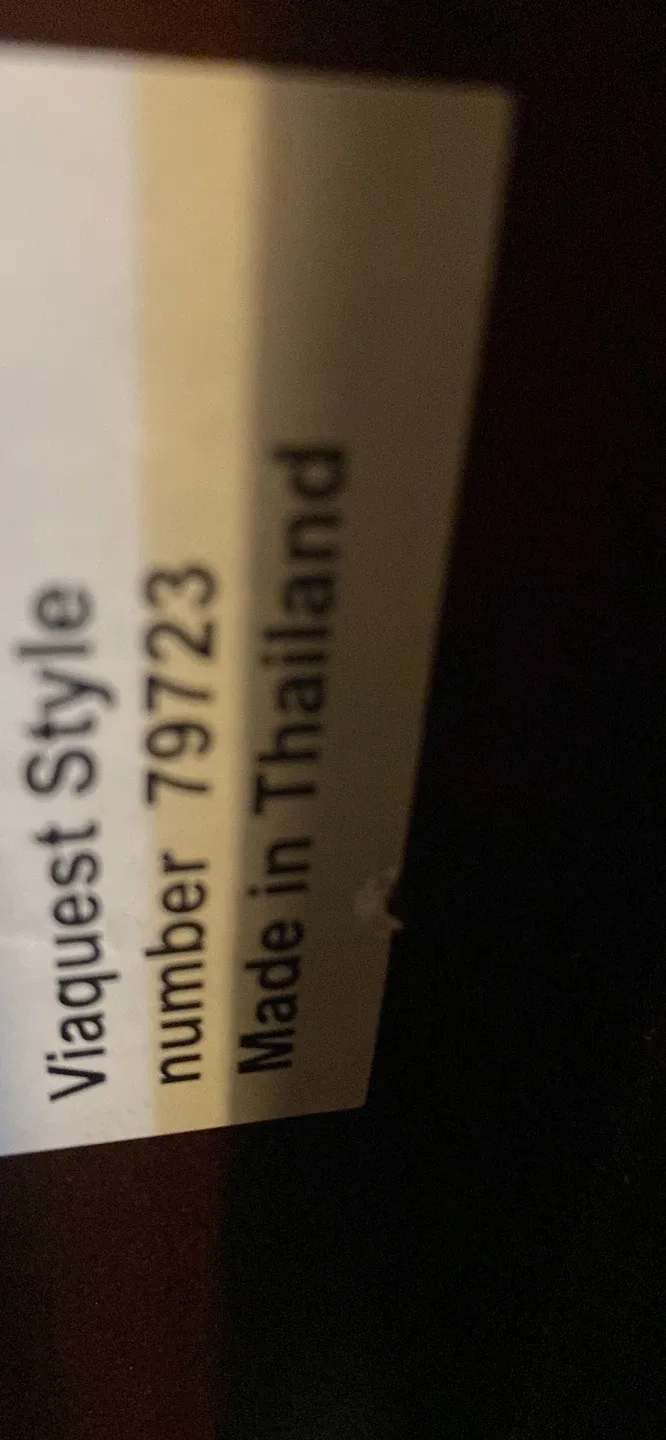 Viaquest Style
number 79723
Made in Thailand